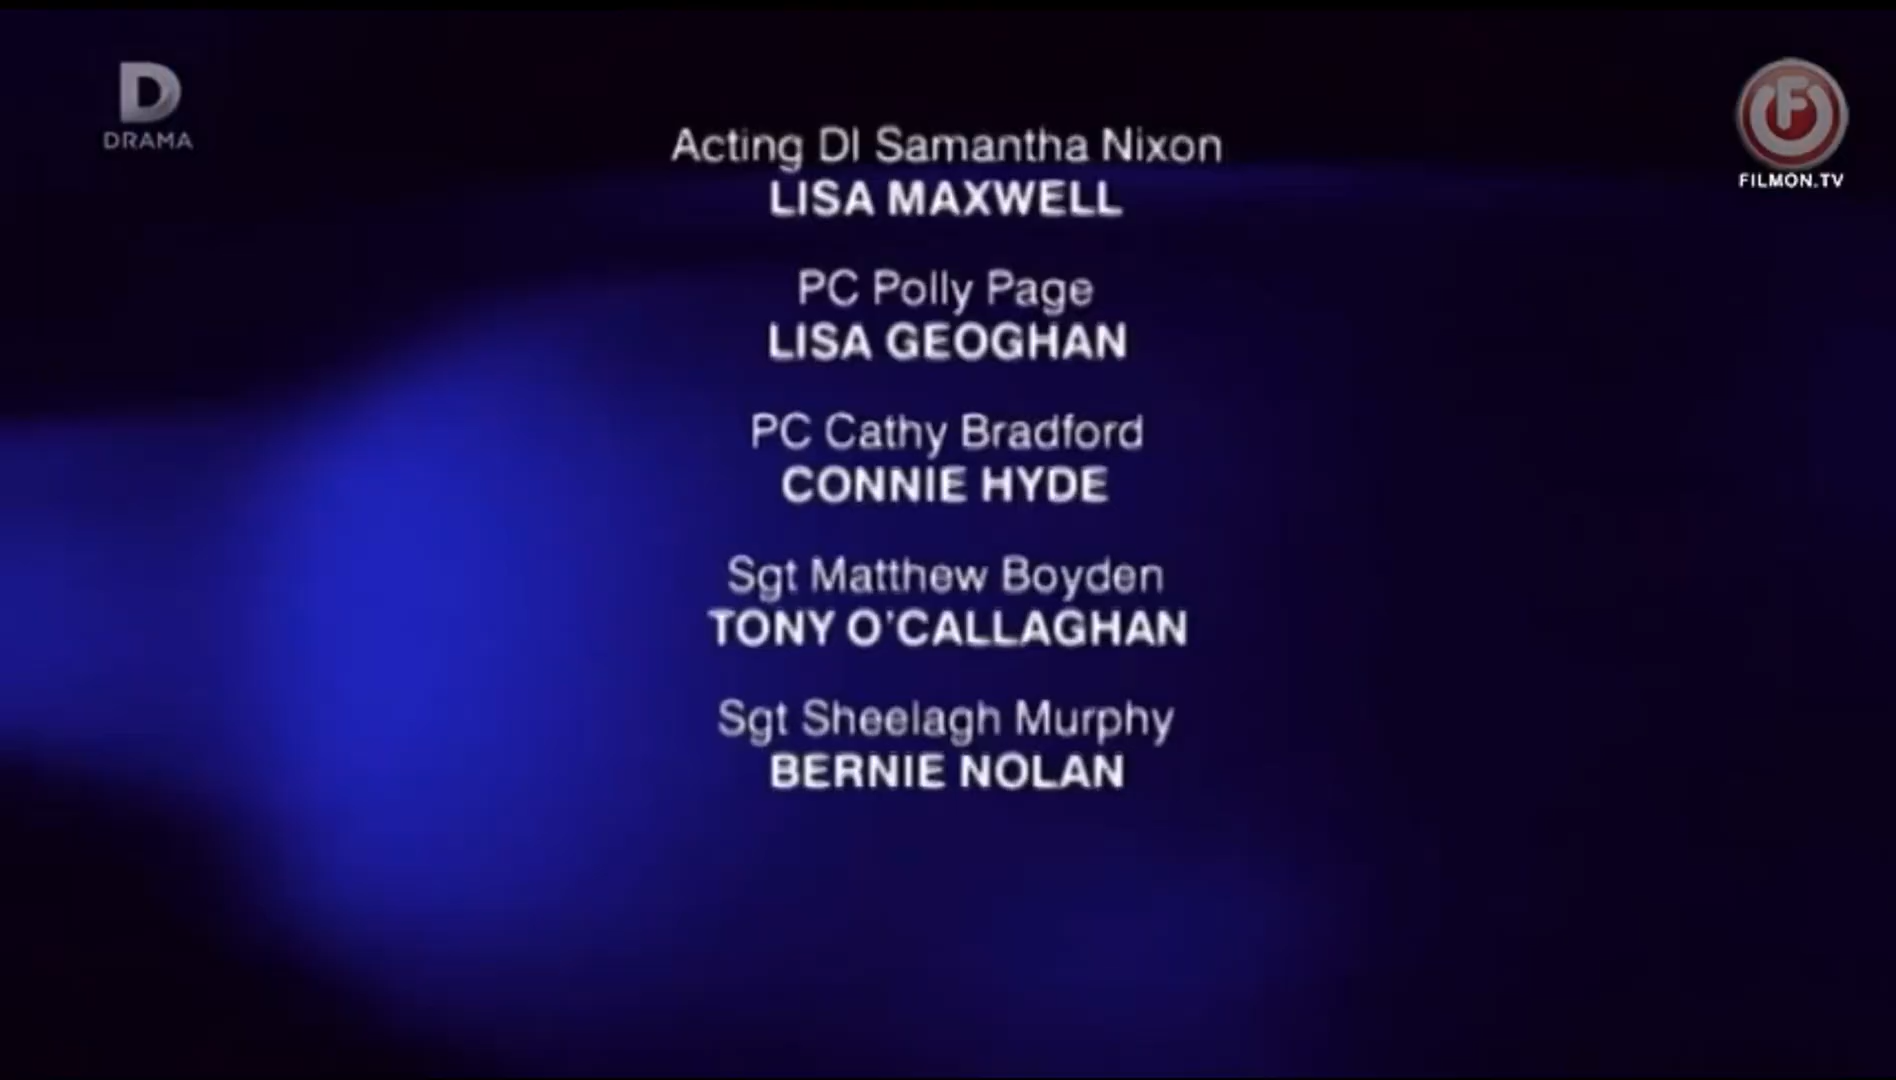 D
DRAMA
F
FILMON.TV
Acting DI Samantha Nixon
LISA MAXWELL
PC Polly Page
LISA GEOGHAN
PC Cathy Bradford
CONNIE HYDE
Sgt Matthew Boyden
TONY O'CALLAGHAN
Sgt Sheelagh Murphy
BERNIE NOLAN